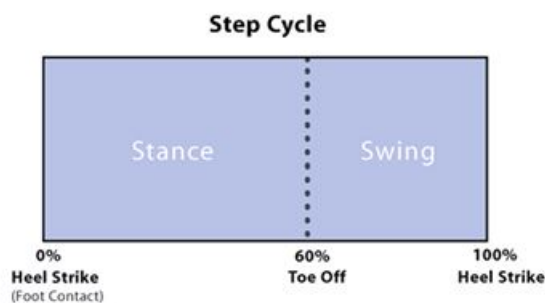 Step Cycle
Stance
Swing
0%
60%
100%
Heel Strike
Toe Off
Heel Strike
(Foot Contact)